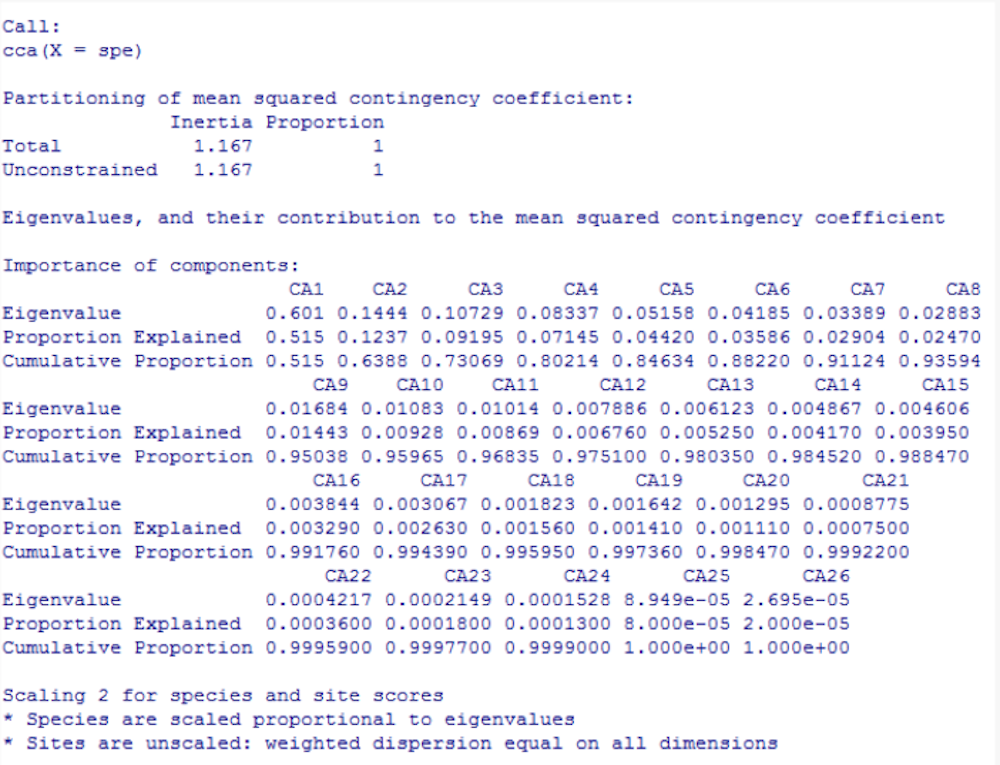 Call:
cca(X = spe)
Partitioning of mean squared contingency coefficient:
Inertia Proportion
Total 1.167 1
Unconstrained 1.167 1
Eigenvalues, and their contribution to the mean squared contingency coefficient
Importance of components:
CA1 CA2 CA3 CA4 CA5 CA6 CA7 CA8
Eigenvalue 0.601 0.1444 0.10729 0.08337 0.05158 0.04185 0.03389 0.02883
Proportion Explained 0.515 0.1237 0.09195 0.07145 0.04420 0.03586 0.02904 0.02470
Cumulative Proportion 0.515 0.6388 0.73069 0.80214 0.84634 0.88220 0.91124 0.93594
CA9 CA10 CA11 CA12 CA13 CA14 CA15
Eigenvalue 0.01684 0.01083 0.01014 0.007886 0.006123 0.004867 0.004606
Proportion Explained 0.01443 0.00928 0.00869 0.006760 0.005250 0.004170 0.003950
Cumulative Proportion 0.95038 0.95965 0.96835 0.975100 0.980350 0.984520 0.988470
CA16 CA17 CA18 CA19 CA20 CA21
Eigenvalue 0.003844 0.003067 0.001823 0.001642 0.001295 0.0008775
Proportion Explained 0.003290 0.002630 0.001560 0.001410 0.001110 0.0007500
Cumulative Proportion 0.991760 0.994390 0.995950 0.997360 0.998470 0.9992200
CA22 CA23 CA24 CA25 CA26
Eigenvalue 0.0004217 0.0002149 0.0001528 8.949e-05 2.695e-05
Proportion Explained 0.0003600 0.0001800 0.0001300 8.000e-05 2.000e-05
Cumulative Proportion 0.9995900 0.9997700 0.9999000 1.000e+00 1.000e+00
Scaling 2 for species and site scores
* Species are scaled proportional to eigenvalues
* Sites are unscaled: weighted dispersion equal on all dimensions